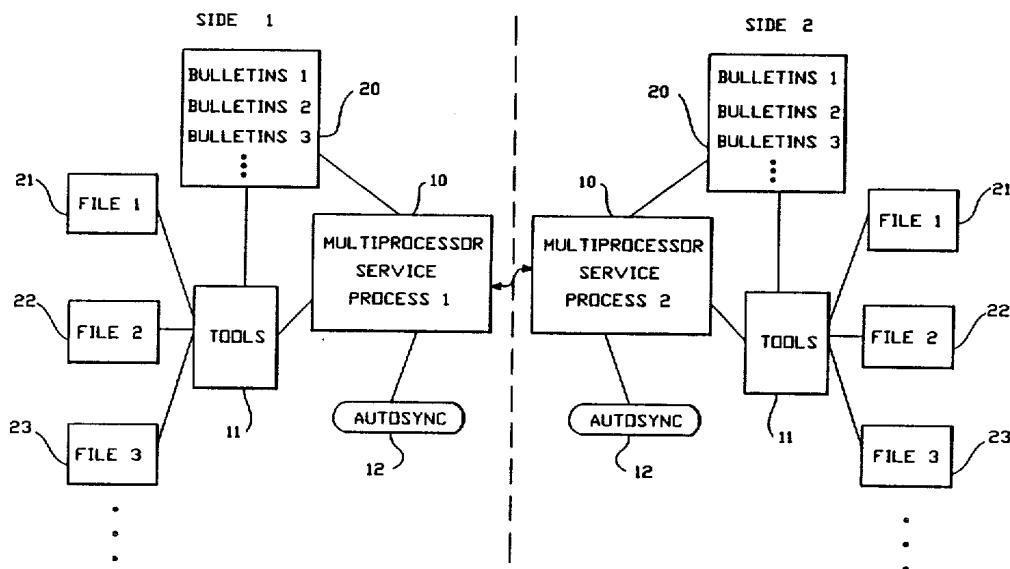 SIDE 1
SIDE 2
BULLETINS 1
BULLETINS 2
BULLETINS 3
20
BULLETINS 1
BULLETINS 2
BULLETINS 3
20
21
FILE 1
10
MULTIPROCESSOR
SERVICE
PROCESS 1
10
MULTIPROCESSOR
SERVICE
PROCESS 2
FILE 1
21
22
FILE 2
TOOLS
11
TOOLS
11
FILE 2
22
AUTOSYNC
12
AUTOSYNC
12
23
FILE 3
FILE 3
23